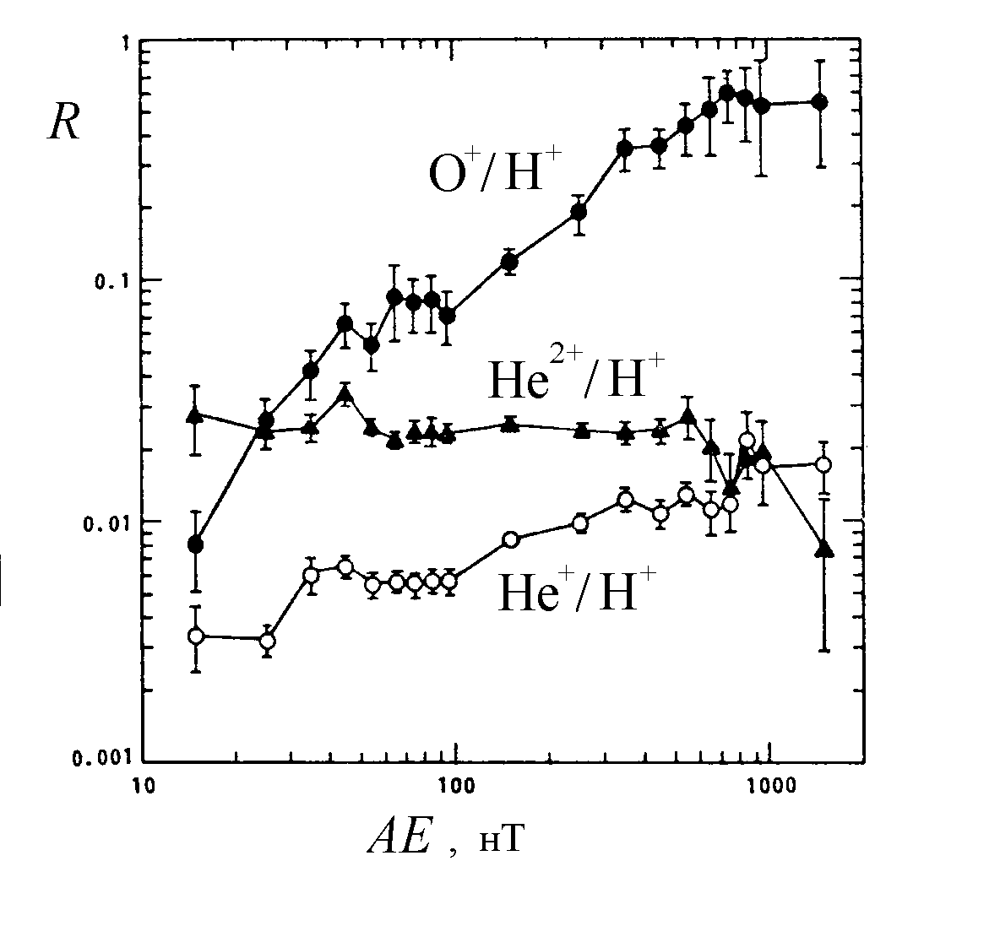 1
R
O⁺/H⁺
0.1
He²⁺/H⁺
0.01
He⁺/H⁺
0.001
10 100 1000
AE , нТ